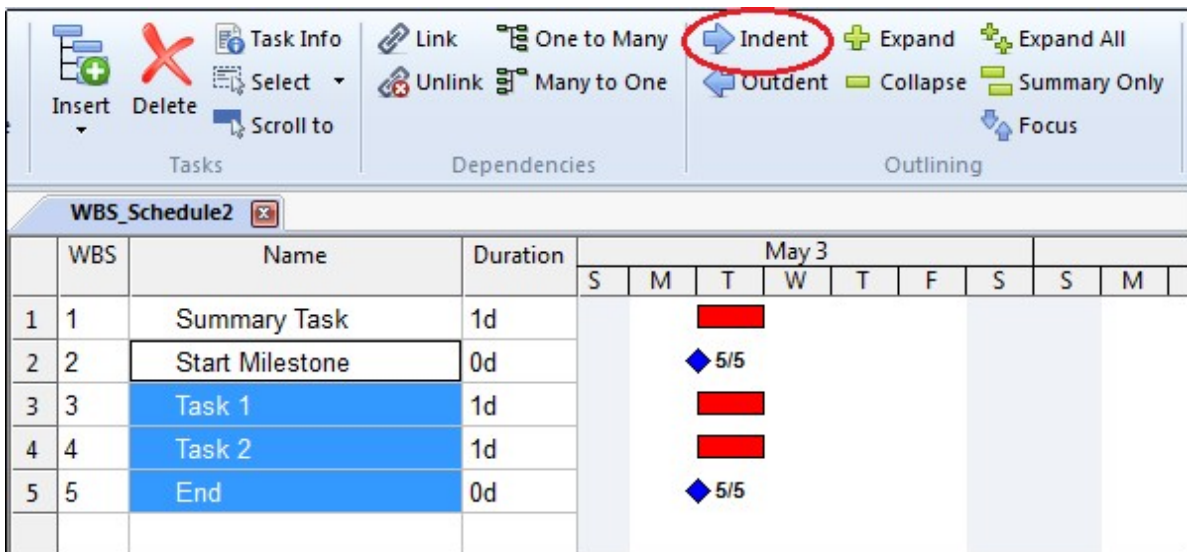 Insert
Delete
Task Info
Select
Scroll to
Tasks
Link
Unlink
One to Many
Many to One
Dependencies
Indent
Outdent
Expand
Collapse
Expand All
Summary Only
Focus
Outlining
WBS_Schedule2
WBS Name Duration May 3
S M T W T F S S M
1 1 Summary Task 1d
2 2 Start Milestone 0d 5/5
3 3 Task 1 1d
4 4 Task 2 1d
5 5 End 0d 5/5